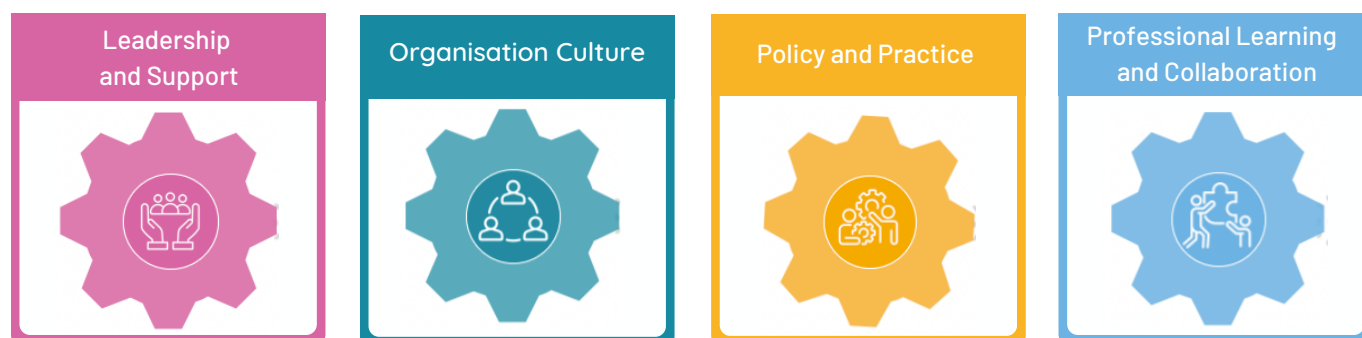 Leadership
and Support
Organisation Culture
Policy and Practice
Professional Learning
and Collaboration